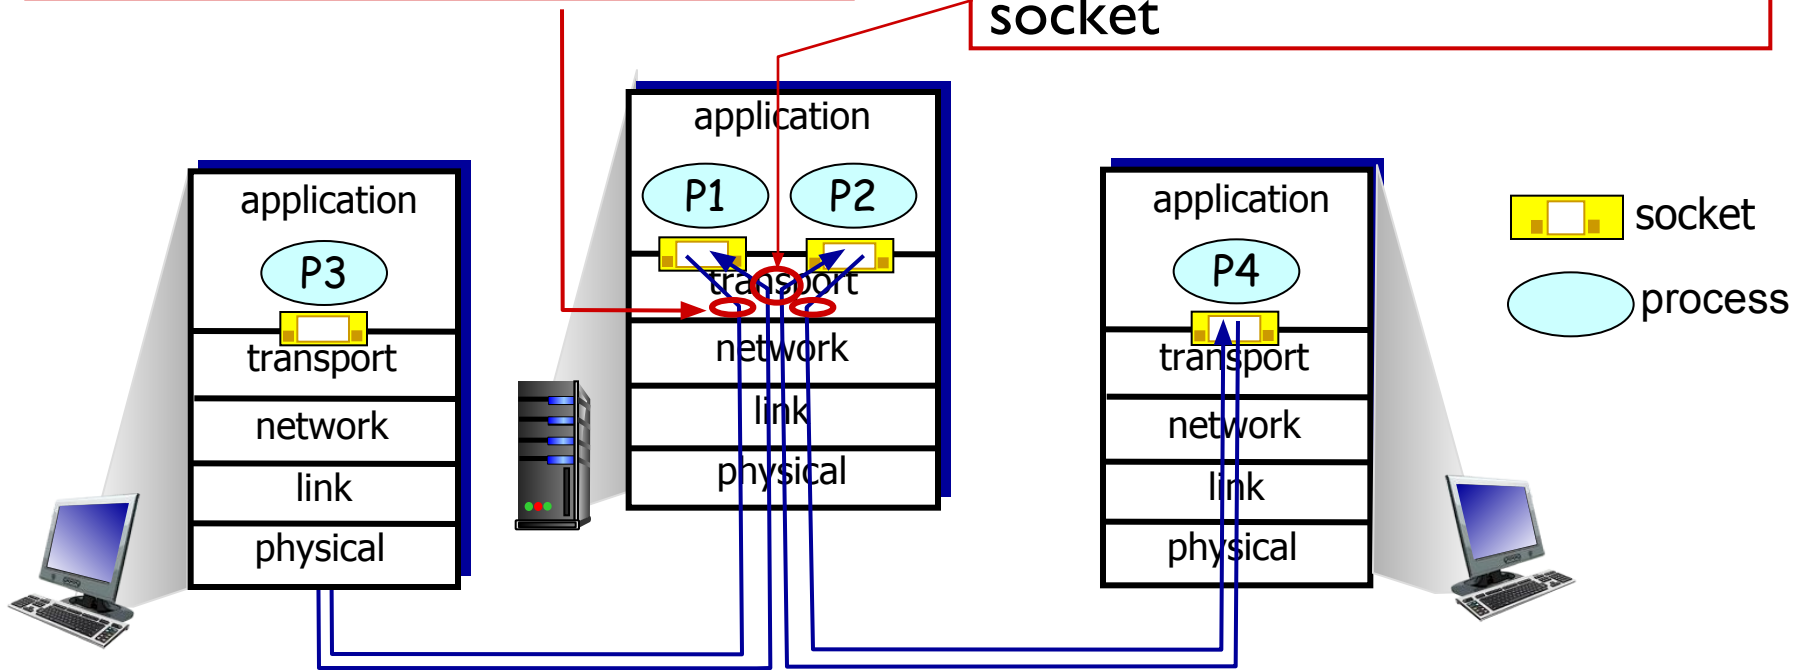 socket
application
P1 P2
transport
network
link
physical
application
P3
transport
network
link
physical
application
P4
transport
network
link
physical
socket
process